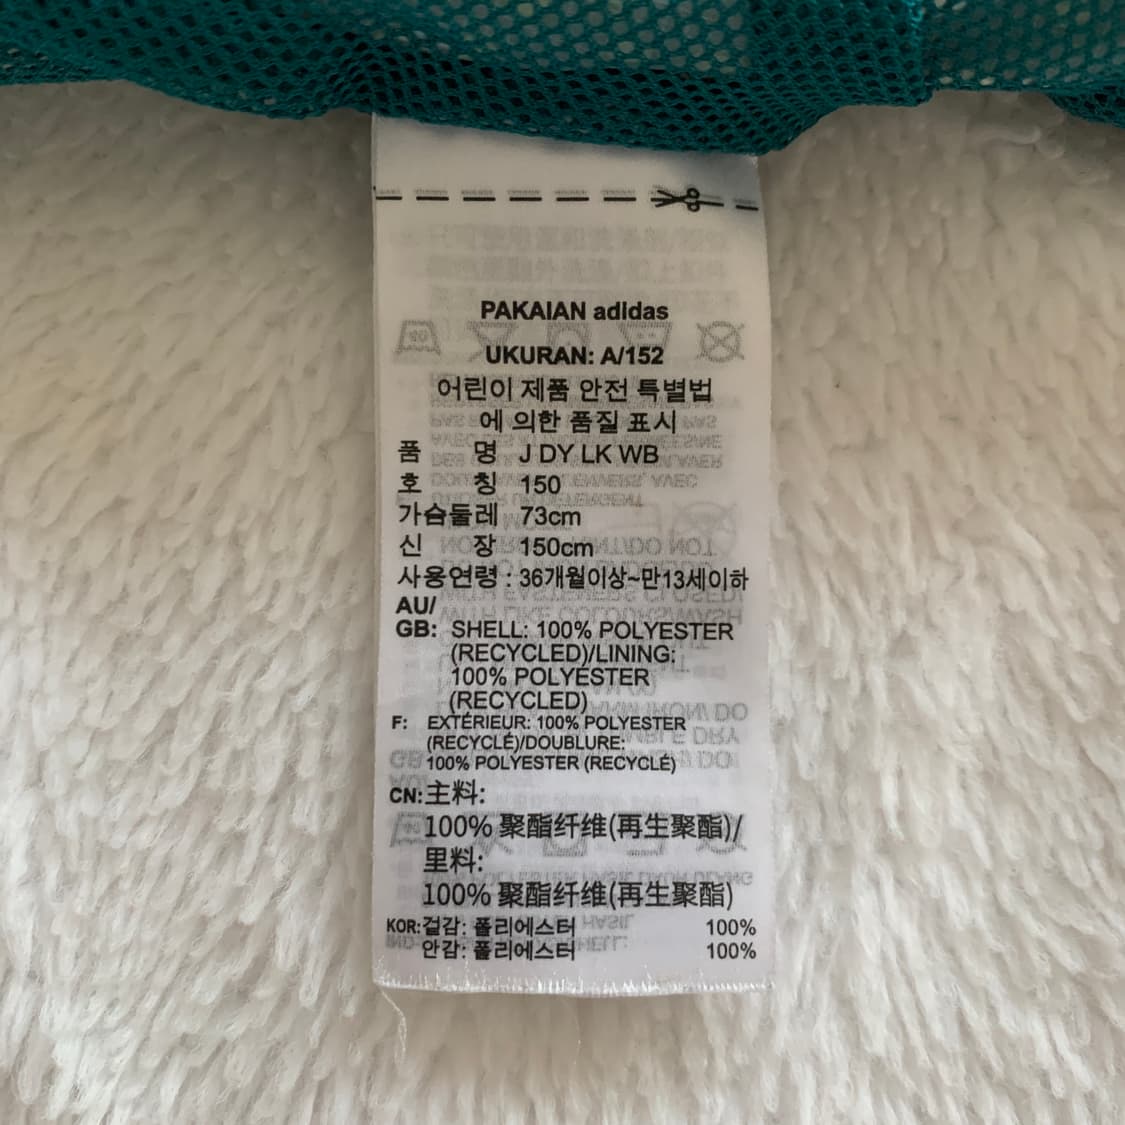 PAKAIAN adidas
UKURAN: A/152
어린이 제품 안전 특별법
에 의한 품질 표시
품 명 J DY LK WB
호 칭 150
가슴둘레 73cm
신 장 150cm
사용연령 : 36개월이상~만13세이하
AU/
GB: SHELL: 100% POLYESTER
(RECYCLED)/LINING:
100% POLYESTER
(RECYCLED)
F: EXTÉRIEUR: 100% POLYESTER
(RECYCLÉ)/DOUBLURE:
100% POLYESTER (RECYCLÉ)
CN: 主料:
100% 聚酯纤维(再生聚酯)/
里料:
100% 聚酯纤维(再生聚酯)
KOR: 겉감: 폴리에스터 100%
안감: 폴리에스터 100%